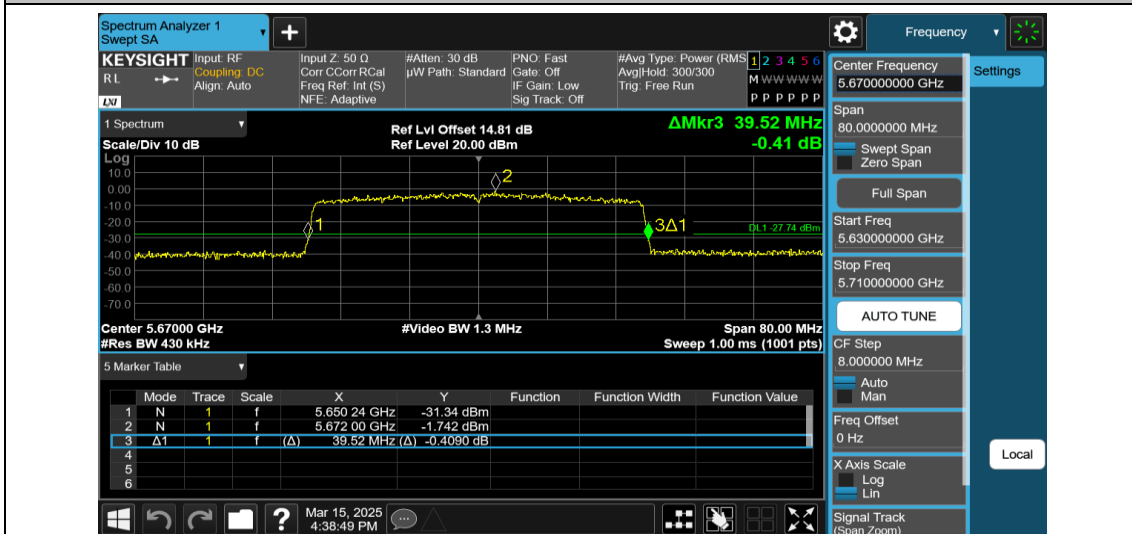 Spectrum Analyzer 1
Swept SA
+
Frequency
KEYSIGHT
RL
LXI
Input: RF
Coupling: DC
Align: Auto
Input Z: 50 Ω
Corr CCorr RCal
Freq Ref: Int (S)
NFE: Adaptive
#Atten: 30 dB
µW Path: Standard
PNO: Fast
Gate: Off
IF Gain: Low
Sig Track: Off
#Avg Type: Power (RMS
Avg|Hold: 300/300
Trig: Free Run
1 2 3 4 5 6
M W W W W W
P P P P P P
1 Spectrum
Scale/Div 10 dB
Ref Lvl Offset 14.81 dB
Ref Level 20.00 dBm
ΔMkr3 39.52 MHz
-0.41 dB
Log
10.0
0.00
-10.0
-20.0
-30.0
-40.0
-50.0
-60.0
-70.0
1
2
3Δ1
DL1 -27.74 dBm
Center 5.67000 GHz
#Video BW 1.3 MHz
Span 80.00 MHz
#Res BW 430 kHz
Sweep 1.00 ms (1001 pts)
5 Marker Table
Mode Trace Scale X Y Function Function Width Function Value
1 N 1 f 5.650 24 GHz -31.34 dBm
2 N 1 f 5.672 00 GHz -1.742 dBm
3 Δ1 1 f (Δ) 39.52 MHz (Δ) -0.4090 dB
4
5
6
?
Mar 15, 2025
4:38:49 PM
Center Frequency
5.670000000 GHz
Span
80.0000000 MHz
Swept Span
Zero Span
Full Span
Start Freq
5.630000000 GHz
Stop Freq
5.710000000 GHz
AUTO TUNE
CF Step
8.000000 MHz
Auto
Man
Freq Offset
0 Hz
X Axis Scale
Log
Lin
Signal Track
(Span Zoom)
Settings
Local